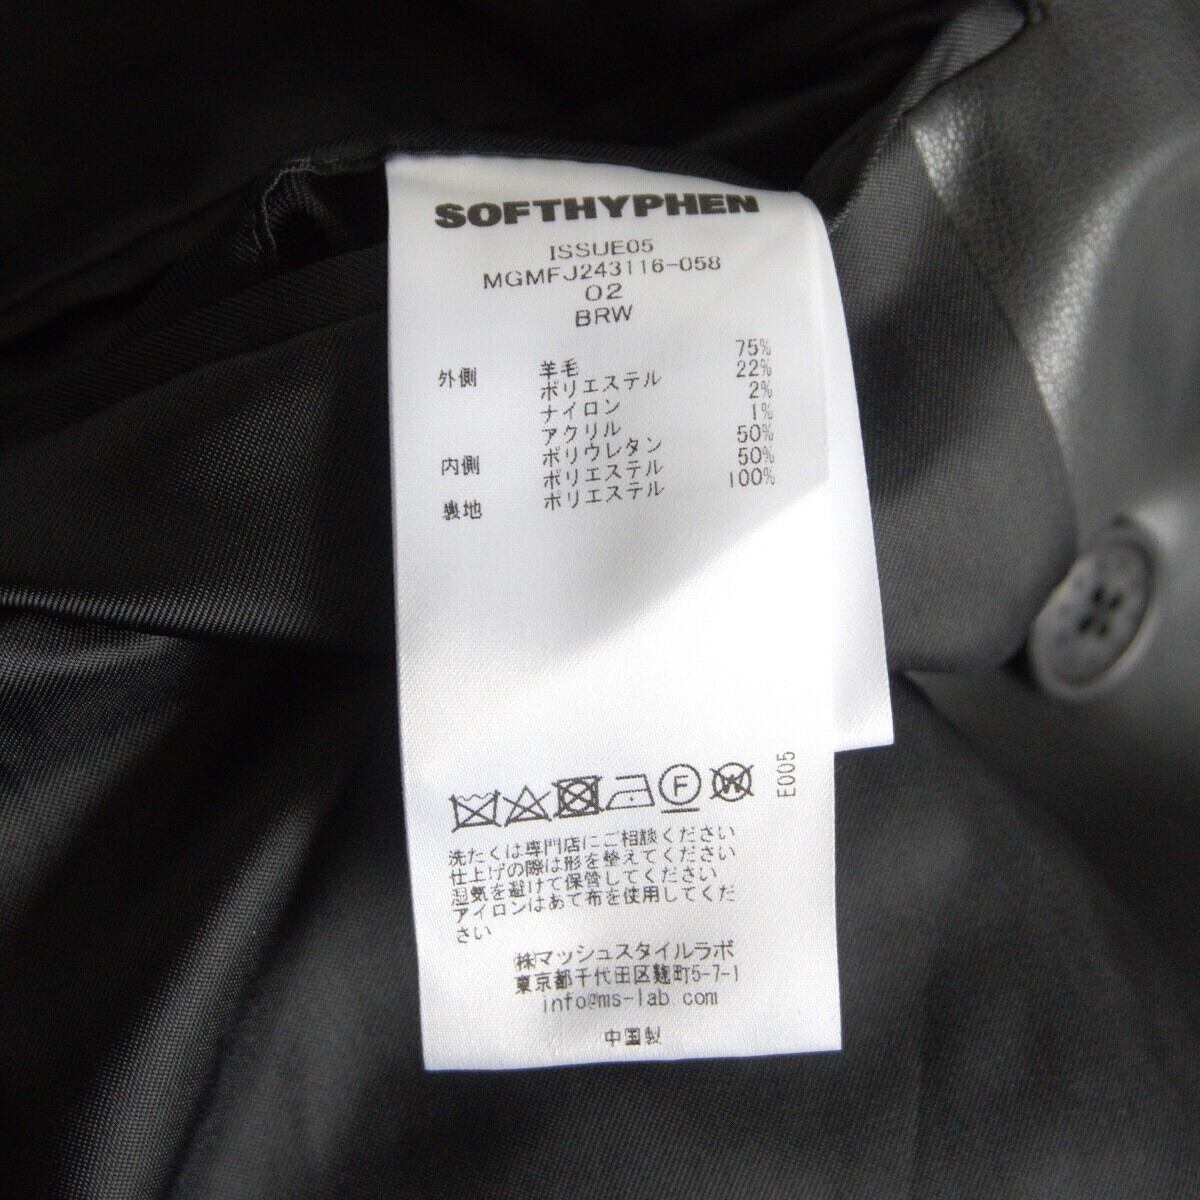 SOFTHYPHEN
ISSUE05
MGMFJ243116-058
02
BRW
外側 羊毛 75%
ポリエステル 22%
ナイロン 2%
アクリル 1%
内側 ポリウレタン 50%
ポリエステル 50%
裏地 ポリエステル 100%
F W
E005
洗たくは専門店にご相談ください
仕上げの際は形を整えてください
湿気を避けて保管してください
アイロンはあて布を使用してくだ
さい
㈱マッシュスタイルラボ
東京都千代田区麹町5-7-1
info@ms-lab.com
中国製